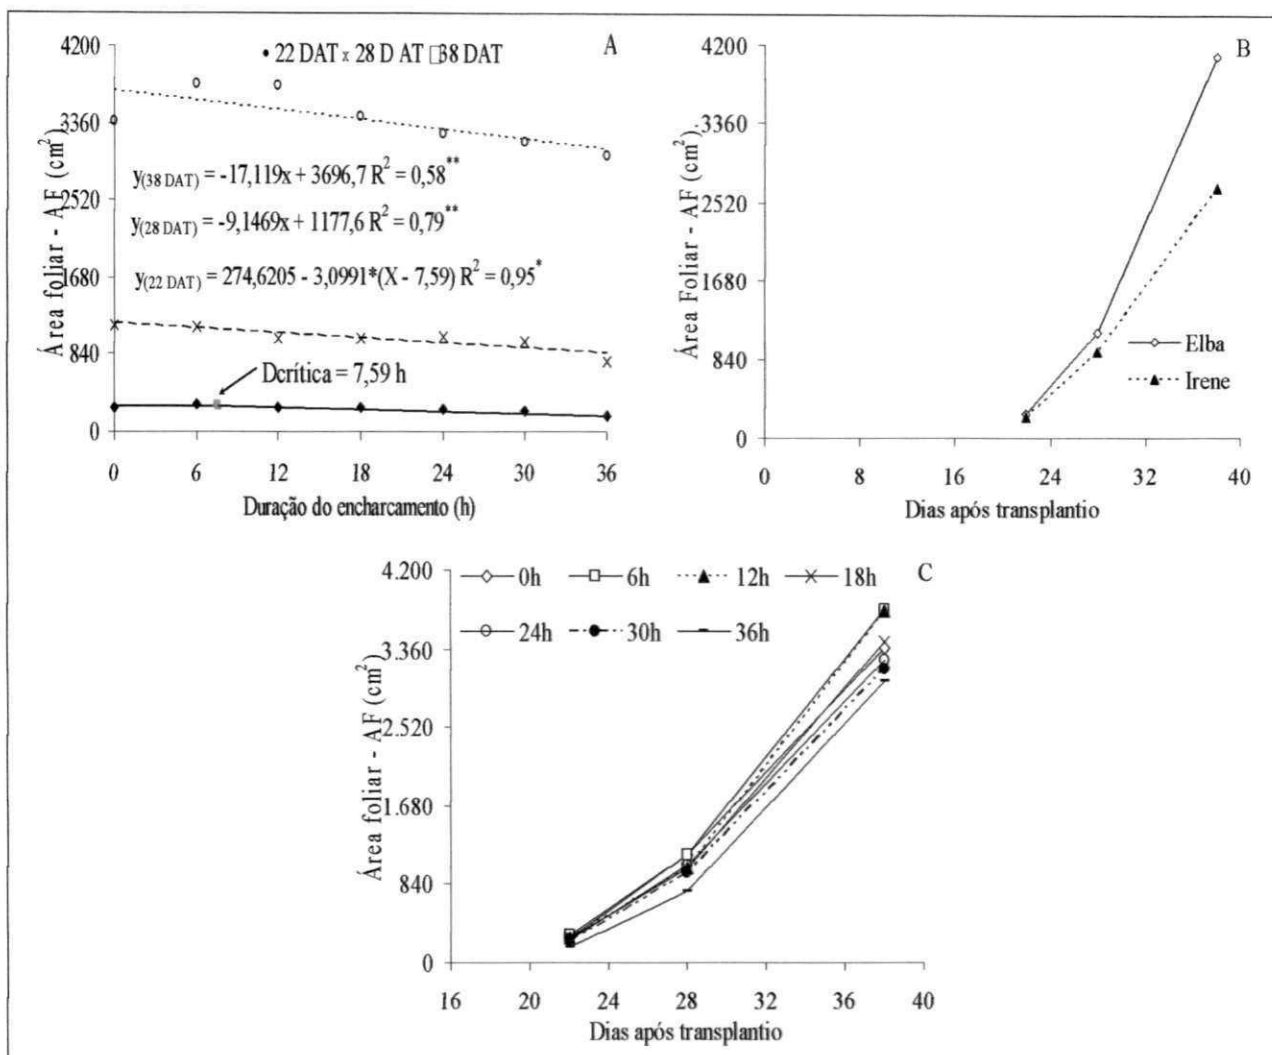 A
4200
3360
2520
1680
840
0
Área foliar - AF (cm²)
♦ 22 DAT x 28 D AT □38 DAT
y(38 DAT) = -17,119x + 3696,7 R² = 0,58**
y(28 DAT) = -9,1469x + 1177,6 R² = 0,79**
y(22 DAT) = 274,6205 - 3,0991*(X - 7,59) R² = 0,95*
Dcrítica = 7,59 h
0 6 12 18 24 30 36
Duração do encharcamento (h)
B
4200
3360
2520
1680
840
0
Área Foliar - AF (cm²)
Elba
Irene
0 8 16 24 32 40
Dias após transplantio
C
0h 6h 12h 18h
24h 30h 36h
4.200
3.360
2.520
1.680
840
0
Área foliar - AF (cm²)
16 20 24 28 32 36 40
Dias após transplantio